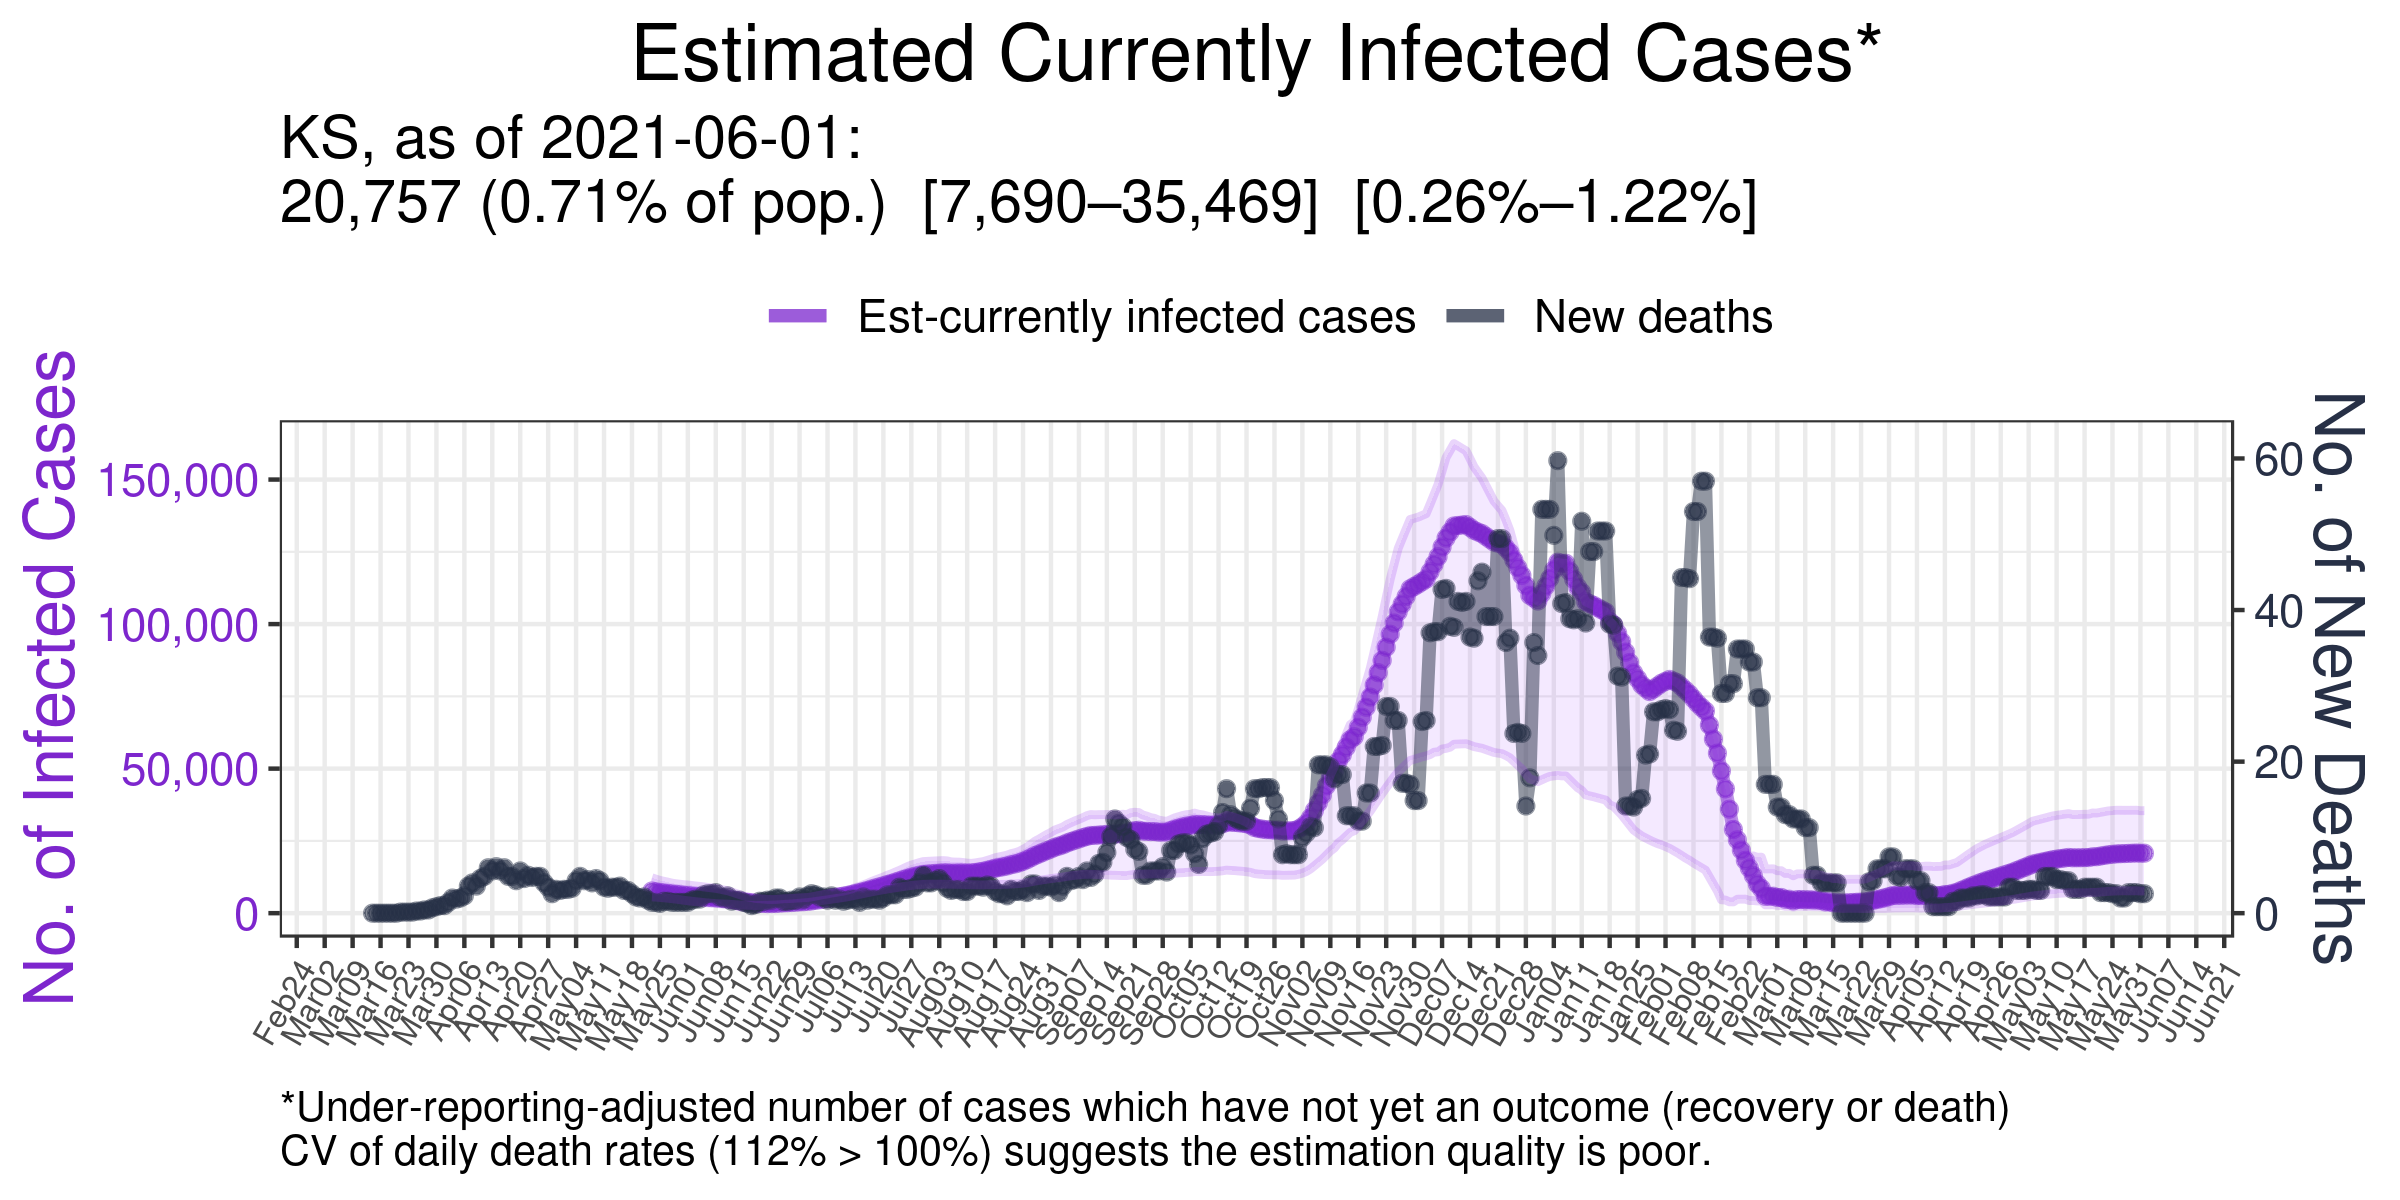 Estimated Currently Infected Cases*
KS, as of 2021-06-01:
20,757 (0.71% of pop.) [7,690–35,469] [0.26%–1.22%]
Est-currently infected cases New deaths
No. of Infected Cases
150,000
100,000
50,000
0
60
40
20
0
No. of New Deaths
Feb24
Mar02
Mar09
Mar16
Mar23
Mar30
Apr06
Apr13
Apr20
Apr27
May04
May11
May18
May25
Jun01
Jun08
Jun15
Jun22
Jun29
Jul06
Jul13
Jul20
Jul27
Aug03
Aug10
Aug17
Aug24
Aug31
Sep07
Sep14
Sep21
Sep28
Oct05
Oct12
Oct19
Oct26
Nov02
Nov09
Nov16
Nov23
Nov30
Dec07
Dec14
Dec21
Dec28
Jan04
Jan11
Jan18
Jan25
Feb01
Feb08
Feb15
Feb22
Mar01
Mar08
Mar15
Mar22
Mar29
Apr05
Apr12
Apr19
Apr26
May03
May10
May17
May24
May31
Jun07
Jun14
Jun21
*Under-reporting-adjusted number of cases which have not yet an outcome (recovery or death)
CV of daily death rates (112% > 100%) suggests the estimation quality is poor.